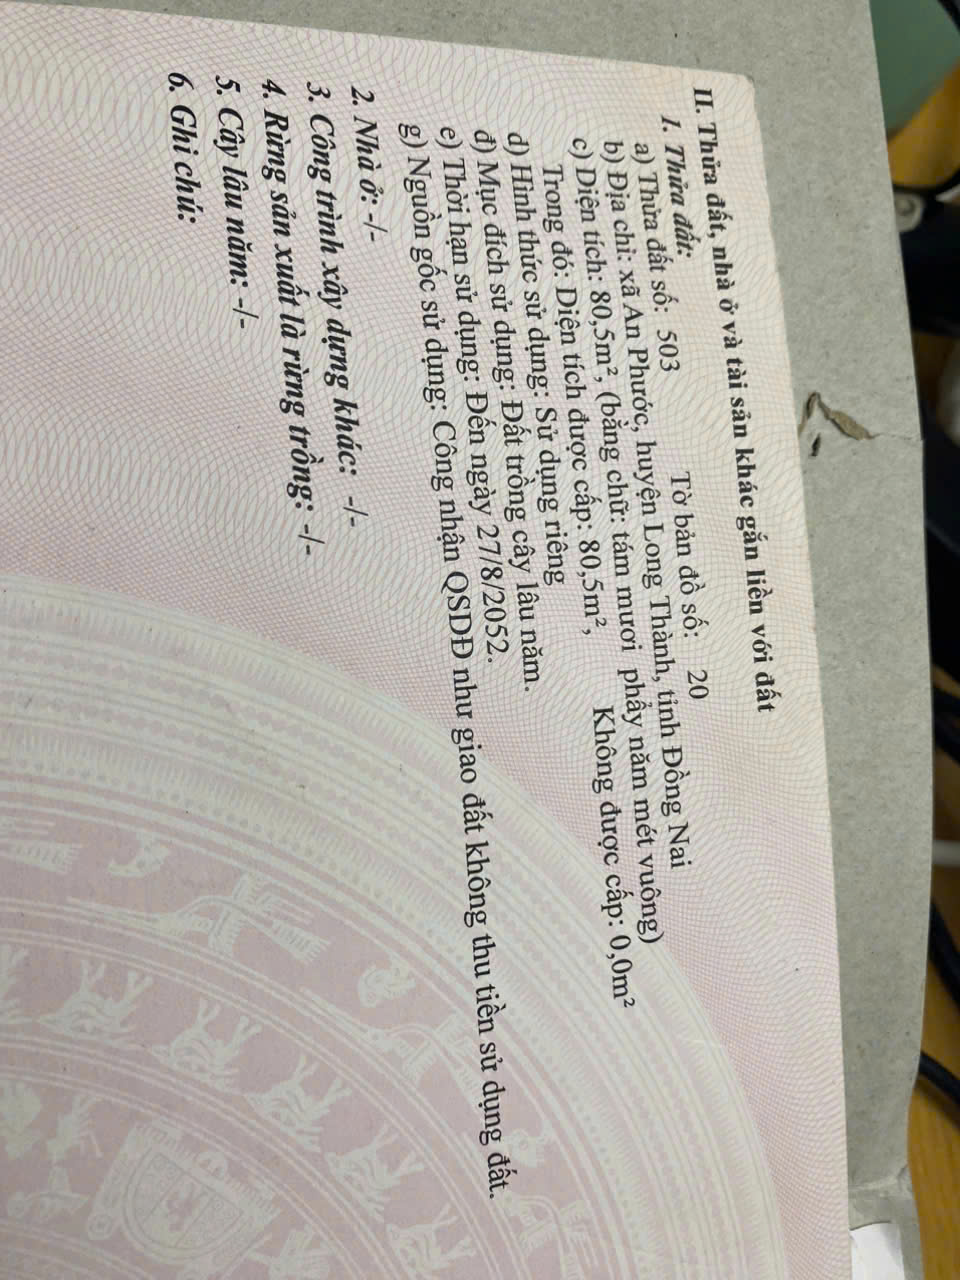 II. Thửa đất, nhà ở và tài sản khác gắn liền với đất
1. Thửa đất:
a) Thửa đất số: 503 Tờ bản đồ số: 20
b) Địa chỉ: xã An Phước, huyện Long Thành, tỉnh Đồng Nai
c) Diện tích: 80,5m², (bằng chữ: tám mươi phẩy năm mét vuông)
Trong đó: Diện tích được cấp: 80,5m², Không được cấp: 0,0m²
d) Hình thức sử dụng: Sử dụng riêng
đ) Mục đích sử dụng: Đất trồng cây lâu năm.
e) Thời hạn sử dụng: Đến ngày 27/8/2052.
g) Nguồn gốc sử dụng: Công nhận QSDĐ như giao đất không thu tiền sử dụng đất.
2. Nhà ở: -/-
3. Công trình xây dựng khác: -/-
4. Rừng sản xuất là rừng trồng: -/-
5. Cây lâu năm: -/-
6. Ghi chú: